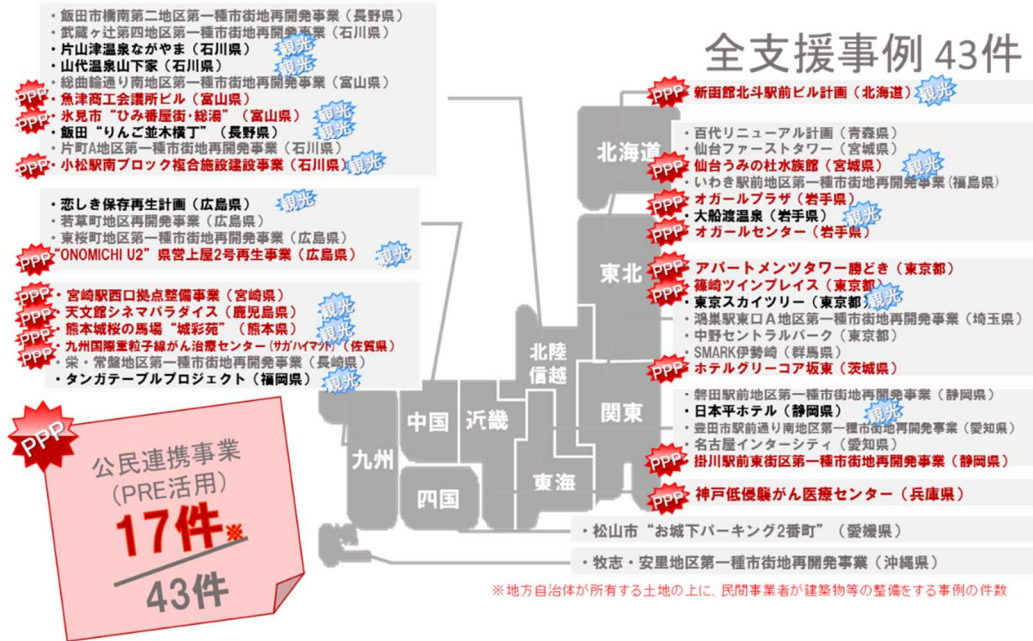 ・飯田市橋南第二地区第一種市街地再開発事業（長野県）
・武蔵ヶ辻第四地区第一種市街地再開発事業（石川県）
・片山津温泉ながやま（石川県） 観光
・山代温泉山下家（石川県） 観光
・総曲輪通り南地区第一種市街地再開発事業（富山県）
PPP ・魚津商工会議所ビル（富山県）
PPP ・氷見市“ひみ番屋街・総湯”（富山県） 観光
・飯田“りんご並木横丁”（長野県） 観光
・片町A地区第一種市街地再開発事業（石川県）
PPP ・小松駅南ブロック複合施設建設事業（石川県） 観光
・恋しき保存再生計画（広島県） 観光
・若草町地区再開発事業（広島県）
・東桜町地区第一種市街地再開発事業（広島県）
PPP “ONOMICHI U2”県営上屋2号再生事業（広島県） 観光
PPP ・宮崎駅西口拠点整備事業（宮崎県）
PPP ・天文館シネマパラダイス（鹿児島県） 観光
PPP ・熊本城桜の馬場“城彩苑”（熊本県） 観光
PPP ・九州国際重粒子線がん治療センター（サガハイマット）（佐賀県）
・栄・常盤地区第一種市街地再開発事業（長崎県）
・タンガテーブルプロジェクト（福岡県） 観光
PPP
公民連携事業
（PRE活用）
17件※
43件
全支援事例 43件
PPP ・新函館北斗駅前ビル計画（北海道） 観光
・百代リニューアル計画（青森県）
・仙台ファーストタワー（宮城県）
PPP ・仙台うみの杜水族館（宮城県） 観光
・いわき駅前地区第一種市街地再開発事業（福島県）
PPP ・オガールプラザ（岩手県）
・大船渡温泉（岩手県） 観光
PPP ・オガールセンター（岩手県）
PPP ・アパートメンツタワー勝どき（東京都）
PPP ・篠崎ツインプレイス（東京都）
・東京スカイツリー（東京都） 観光
・鴻巣駅東口A地区第一種市街地再開発事業（埼玉県）
・中野セントラルパーク（東京都）
・SMARK伊勢崎（群馬県）
PPP ・ホテルグリーコア坂東（茨城県）
・磐田駅前地区第一種市街地再開発事業（静岡県）
・日本平ホテル（静岡県） 観光
・豊田市駅前通り南地区第一種市街地再開発事業（愛知県）
・名古屋インターシティ（愛知県）
PPP ・掛川駅前東街区第一種市街地再開発事業（静岡県）
PPP ・神戸低侵襲がん医療センター（兵庫県）
・松山市“お城下パーキング2番町”（愛媛県）
・牧志・安里地区第一種市街地再開発事業（沖縄県）
北海道
東北
北陸
信越
関東
中国
近畿
九州
四国
東海
※地方自治体が所有する土地の上に、民間事業者が建築物等の整備をする事例の件数